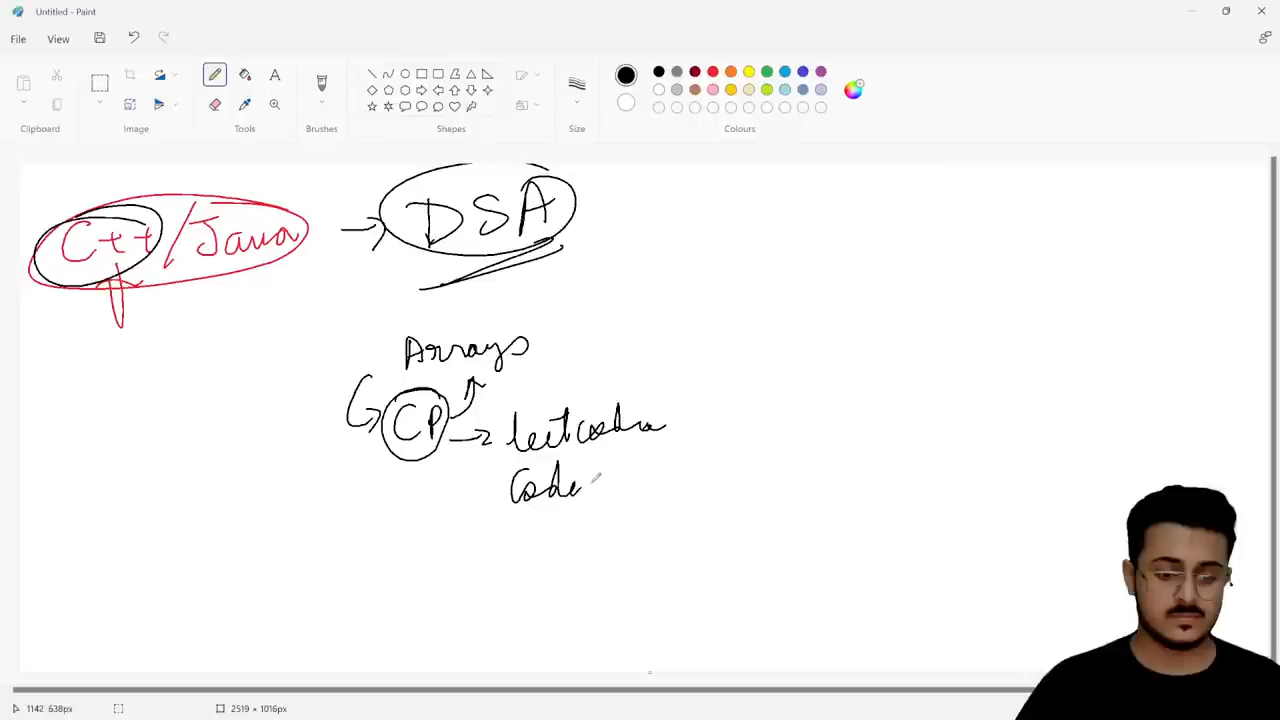 Untitled - Paint
File View
Clipboard Image Tools Brushes Shapes Size Colours
C++/Java → DSA
Arrays
CP → leetcode
Code
1142 638px 2519 × 1016px